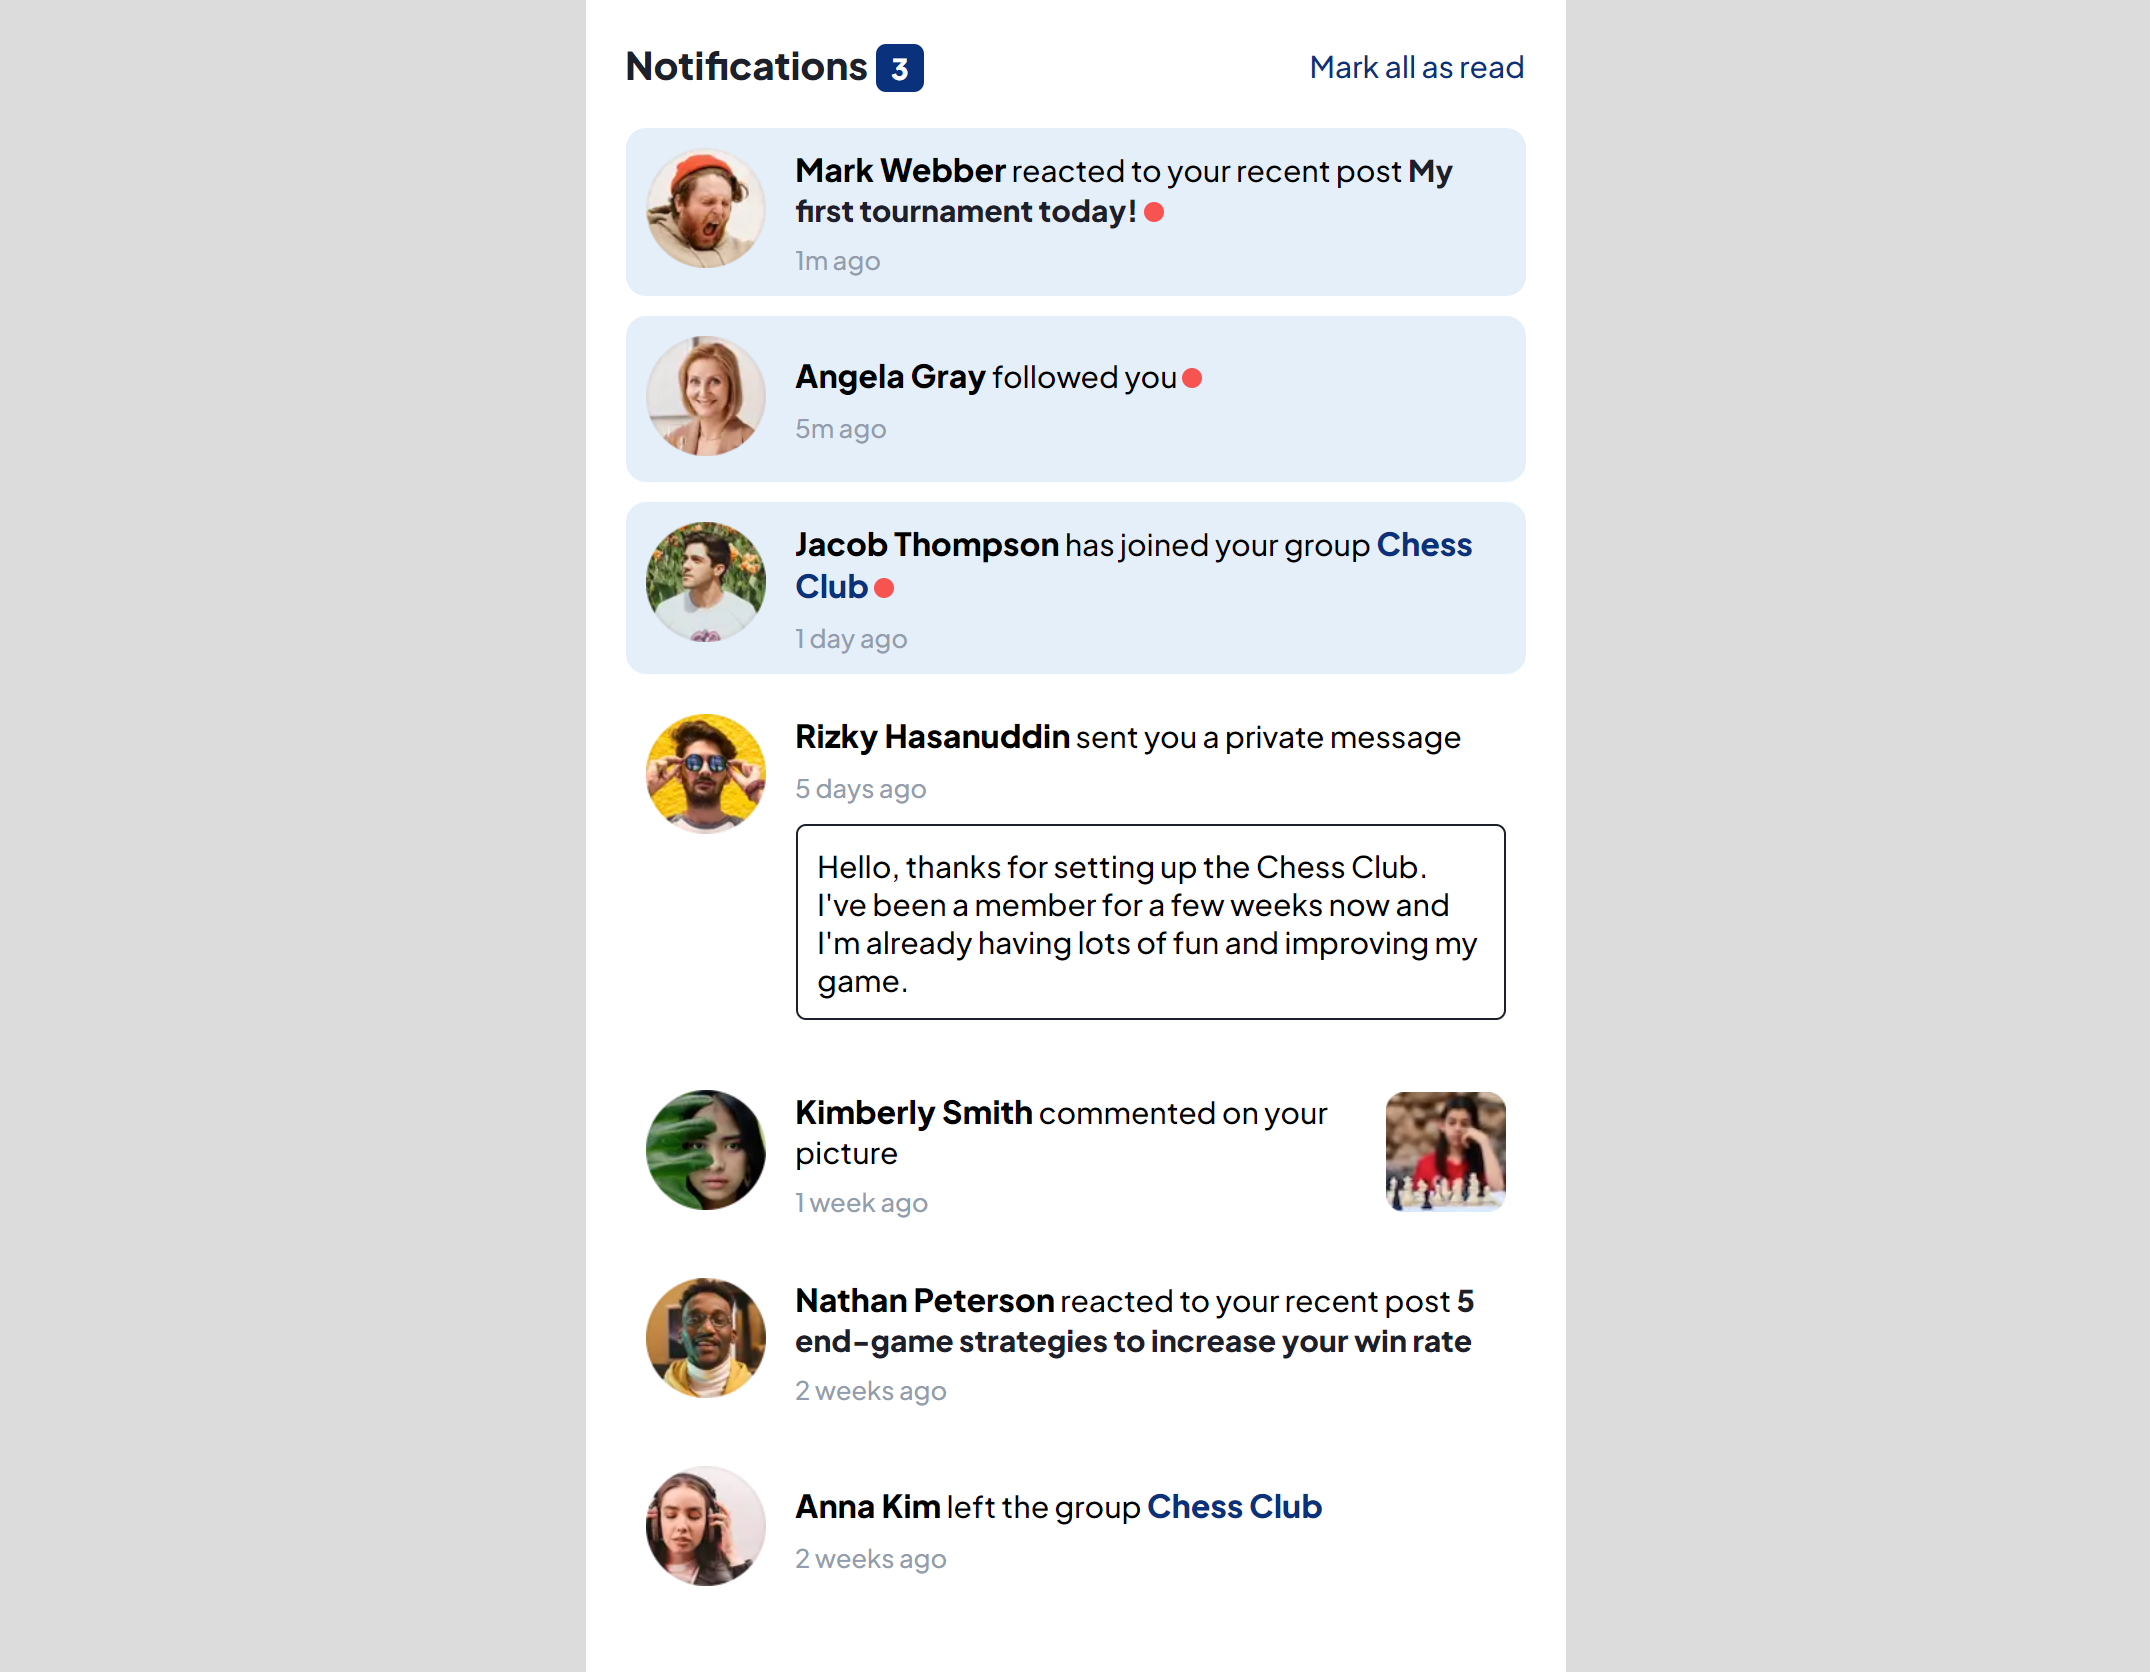 Notifications 3
Mark all as read
Mark Webber reacted to your recent post My
first tournament today!
1m ago
Angela Gray followed you
5m ago
Jacob Thompson has joined your group Chess
Club
1 day ago
Rizky Hasanuddin sent you a private message
5 days ago
Hello, thanks for setting up the Chess Club.
I've been a member for a few weeks now and
I'm already having lots of fun and improving my
game.
Kimberly Smith commented on your
picture
1 week ago
Nathan Peterson reacted to your recent post 5
end-game strategies to increase your win rate
2 weeks ago
Anna Kim left the group Chess Club
2 weeks ago